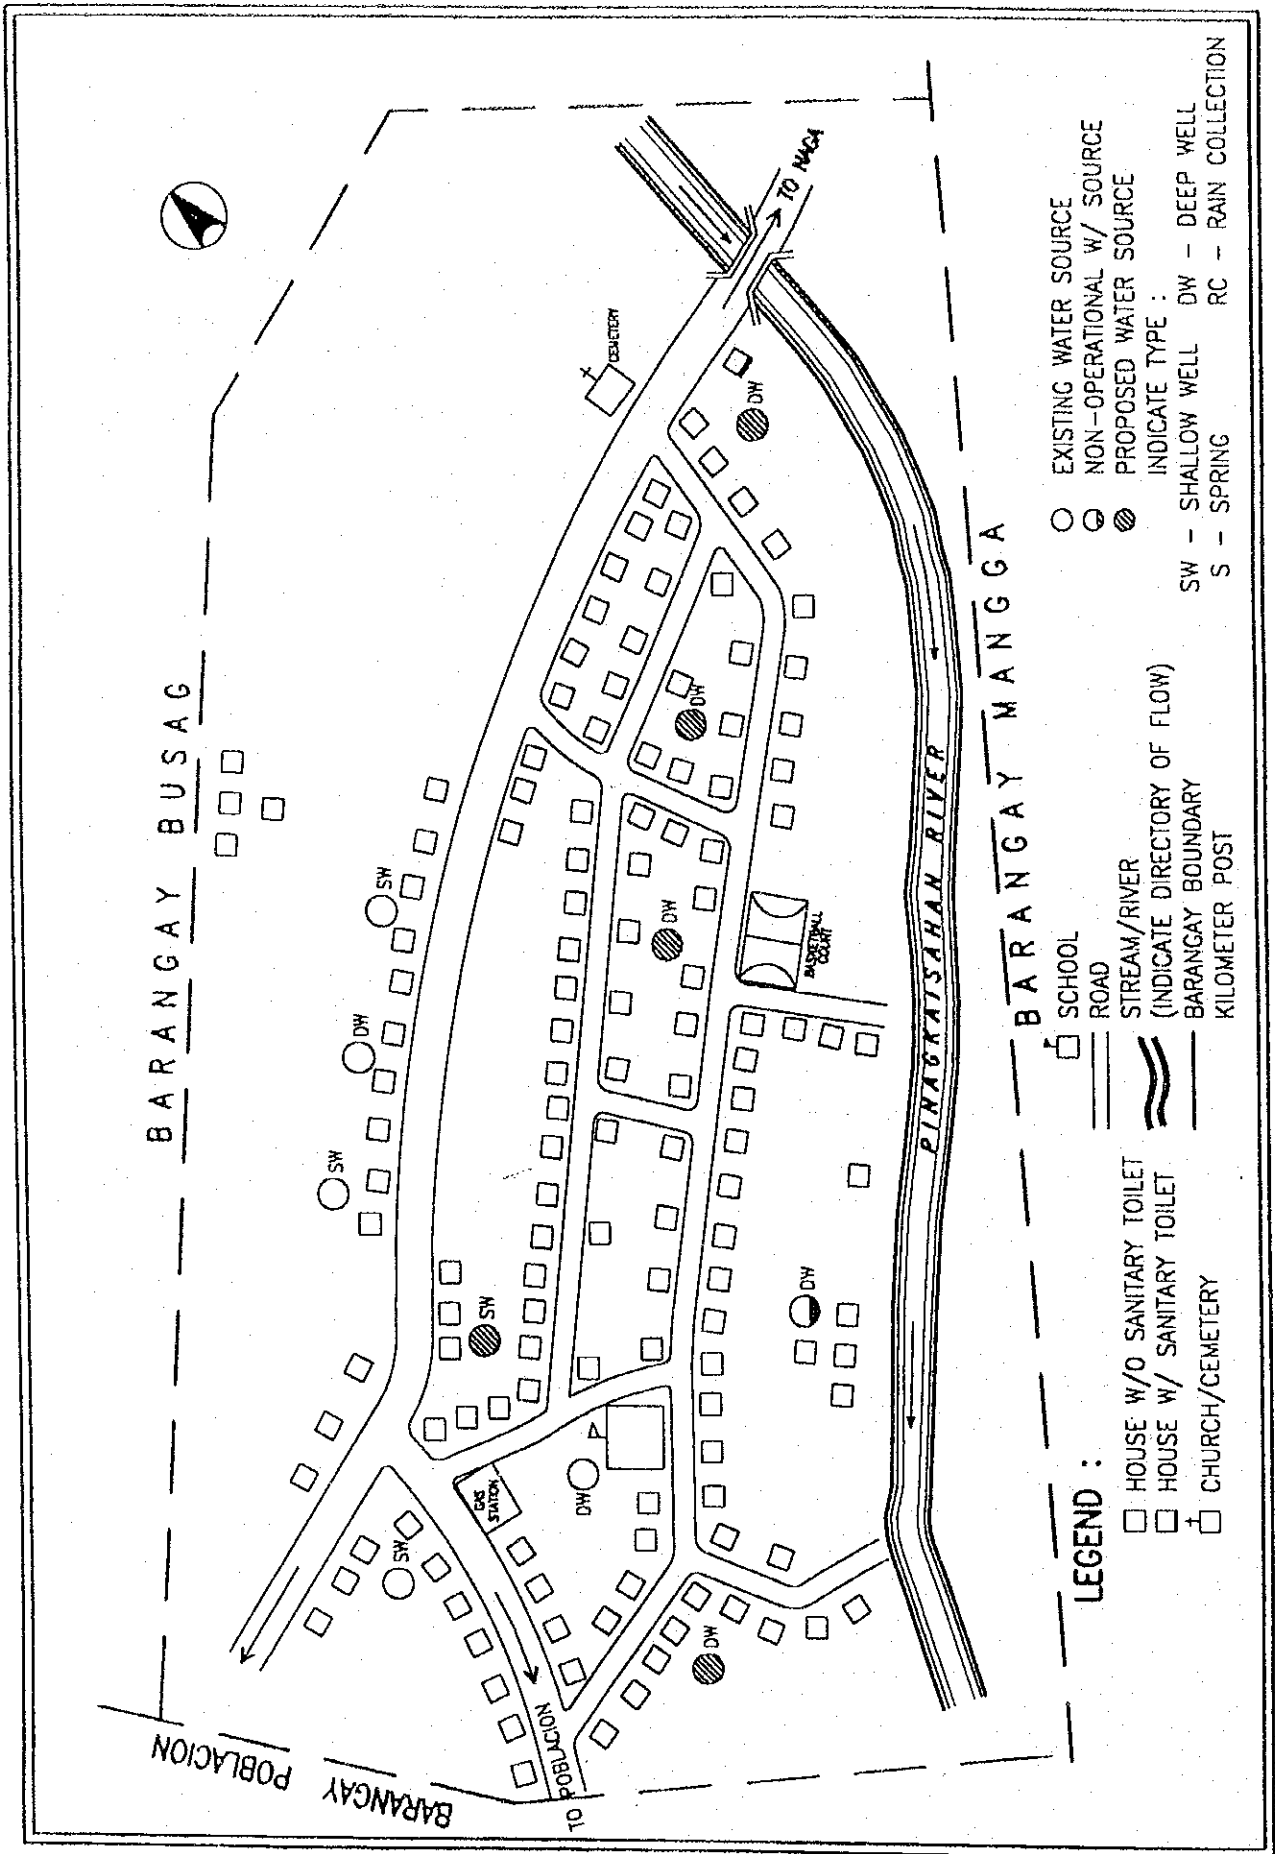 BARANGAY BUSAG
BARANGAY POBLACION
TO POBLACION
TO NAGA
CEMETERY
SW
DW
SW
SW
SW
DW
GAS
STATION
DW
DW
DW
DW
DW
DW
BASKETBALL
COURT
PINAGKAISAHAN RIVER
BARANGAY MANGGA
LEGEND :
HOUSE W/O SANITARY TOILET
HOUSE W/ SANITARY TOILET
CHURCH/CEMETERY
SCHOOL
ROAD
STREAM/RIVER
(INDICATE DIRECTORY OF FLOW)
BARANGAY BOUNDARY
KILOMETER POST
EXISTING WATER SOURCE
NON-OPERATIONAL W/ SOURCE
PROPOSED WATER SOURCE
INDICATE TYPE :
SW - SHALLOW WELL DW - DEEP WELL
S - SPRING RC - RAIN COLLECTION